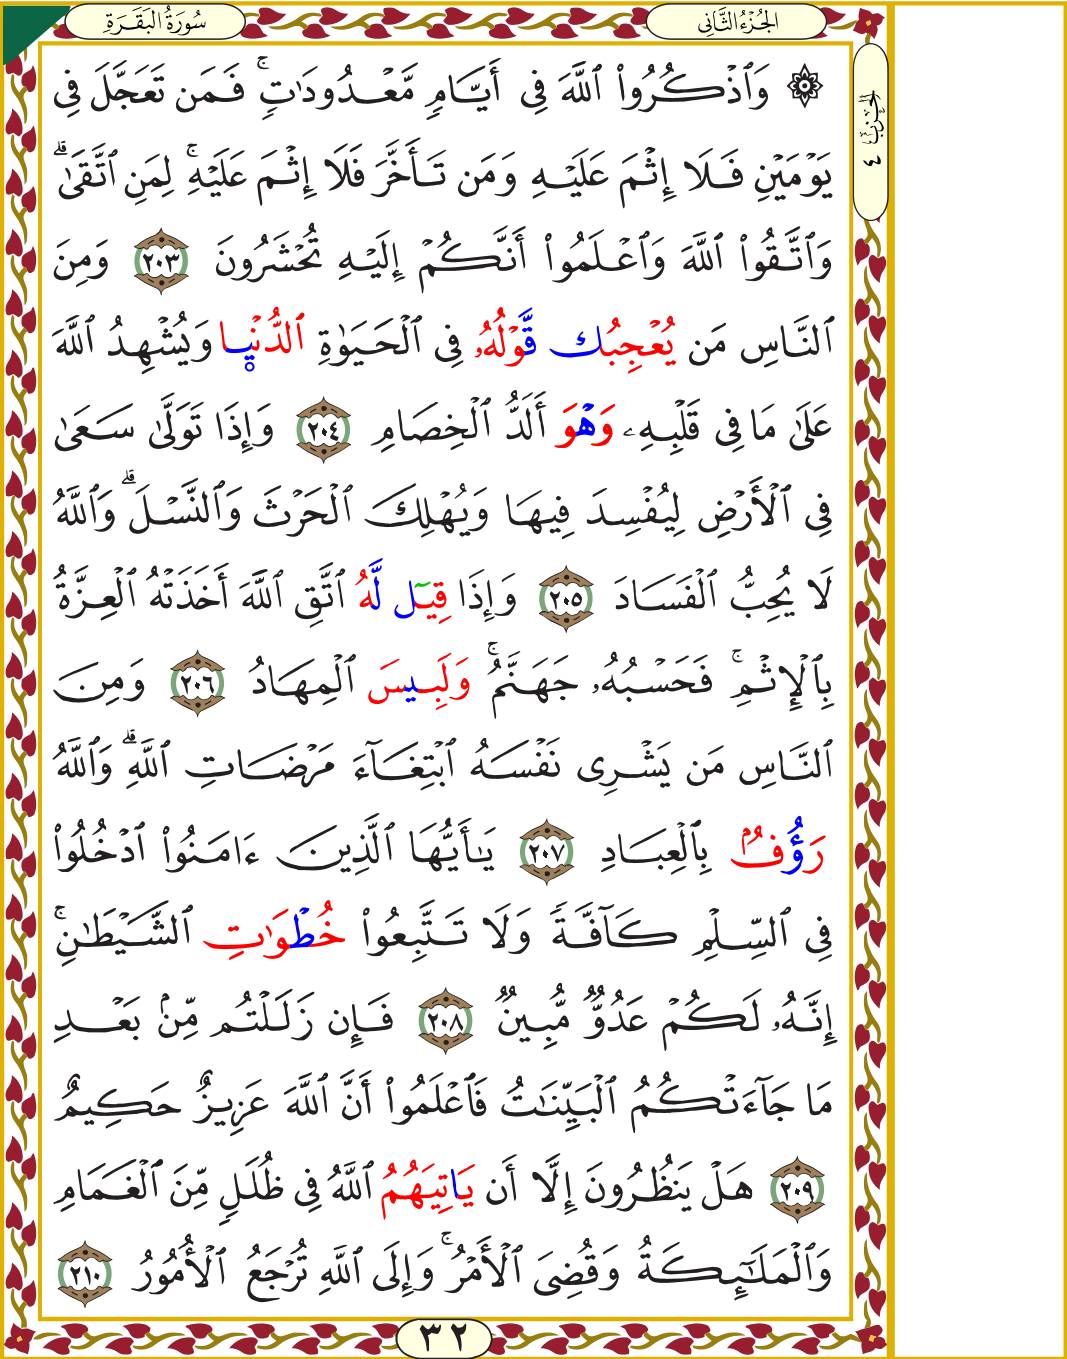 سُورَةُ البَقَرَةِ
الجُزْءُ الثَّانِى
الحِزبُ ٤
۞ وَٱذۡكُرُواْ ٱللَّهَ فِىٓ أَيَّامٖ مَّعۡدُودَٰتٖۚ فَمَن تَعَجَّلَ فِى
يَوۡمَيۡنِ فَلَآ إِثۡمَ عَلَيۡهِ وَمَن تَأَخَّرَ فَلَآ إِثۡمَ عَلَيۡهِۚ لِمَنِ ٱتَّقَىٰۗ
وَٱتَّقُواْ ٱللَّهَ وَٱعۡلَمُوٓاْ أَنَّكُمۡ إِلَيۡهِ تُحۡشَرُونَ ٢٠٣ وَمِنَ
ٱلنَّاسِ مَن يُعۡجِبُك قَّوۡلُهُۥ فِى ٱلۡحَيَوٰةِ ٱلدُّنۡيٜا وَيُشۡهِدُ ٱللَّهَ
عَلَىٰ مَا فِى قَلۡبِهِۦ وَهۡوَ أَلَدُّ ٱلۡخِصَامِ ٢٠٤ وَإِذَا تَوَلَّىٰ سَعَىٰ
فِى ٱلۡأَرۡضِ لِيُفۡسِدَ فِيهَا وَيُهۡلِكَ ٱلۡحَرۡثَ وَٱلنَّسۡلَۗ وَٱللَّهُ
لَا يُحِبُّ ٱلۡفَسَادَ ٢٠٥ وَإِذَا قِيل لَّهُ ٱتَّقِ ٱللَّهَ أَخَذَتۡهُ ٱلۡعِزَّةُ
بِٱلۡإِثۡمِۚ فَحَسۡبُهُۥ جَهَنَّمُۚ وَلَبِيسَ ٱلۡمِهَادُ ٢٠٦ وَمِنَ
ٱلنَّاسِ مَن يَشۡرِى نَفۡسَهُ ٱبۡتِغَآءَ مَرۡضَاتِ ٱللَّهِۗ وَٱللَّهُ
رَؤُفُۢ بِٱلۡعِبَادِ ٢٠٧ يَٰٓأَيُّهَا ٱلَّذِينَ ءَامَنُواْ ٱدۡخُلُواْ
فِى ٱلسِّلۡمِ كَآفَّةٗ وَلَا تَتَّبِعُواْ خُطۡوَٰتِ ٱلشَّيۡطَٰنِۚ
إِنَّهُۥ لَكُمۡ عَدُوّٞ مُّبِينٞ ٢٠٨ فَإِن زَلَلۡتُم مِّنۢ بَعۡدِ
مَا جَآءَتۡكُمُ ٱلۡبَيِّنَٰتُ فَٱعۡلَمُوٓاْ أَنَّ ٱللَّهَ عَزِيزٌ حَكِيمٌ
٢٠٩ هَلۡ يَنظُرُونَ إِلَّآ أَن يَاتِيَهُمُ ٱللَّهُ فِى ظُلَلٖ مِّنَ ٱلۡغَمَامِ
وَٱلۡمَلَٰٓئِكَةُ وَقُضِىَ ٱلۡأَمۡرُۚ وَإِلَى ٱللَّهِ تُرۡجَعُ ٱلۡأُمُورُ ٢١٠
٣٢